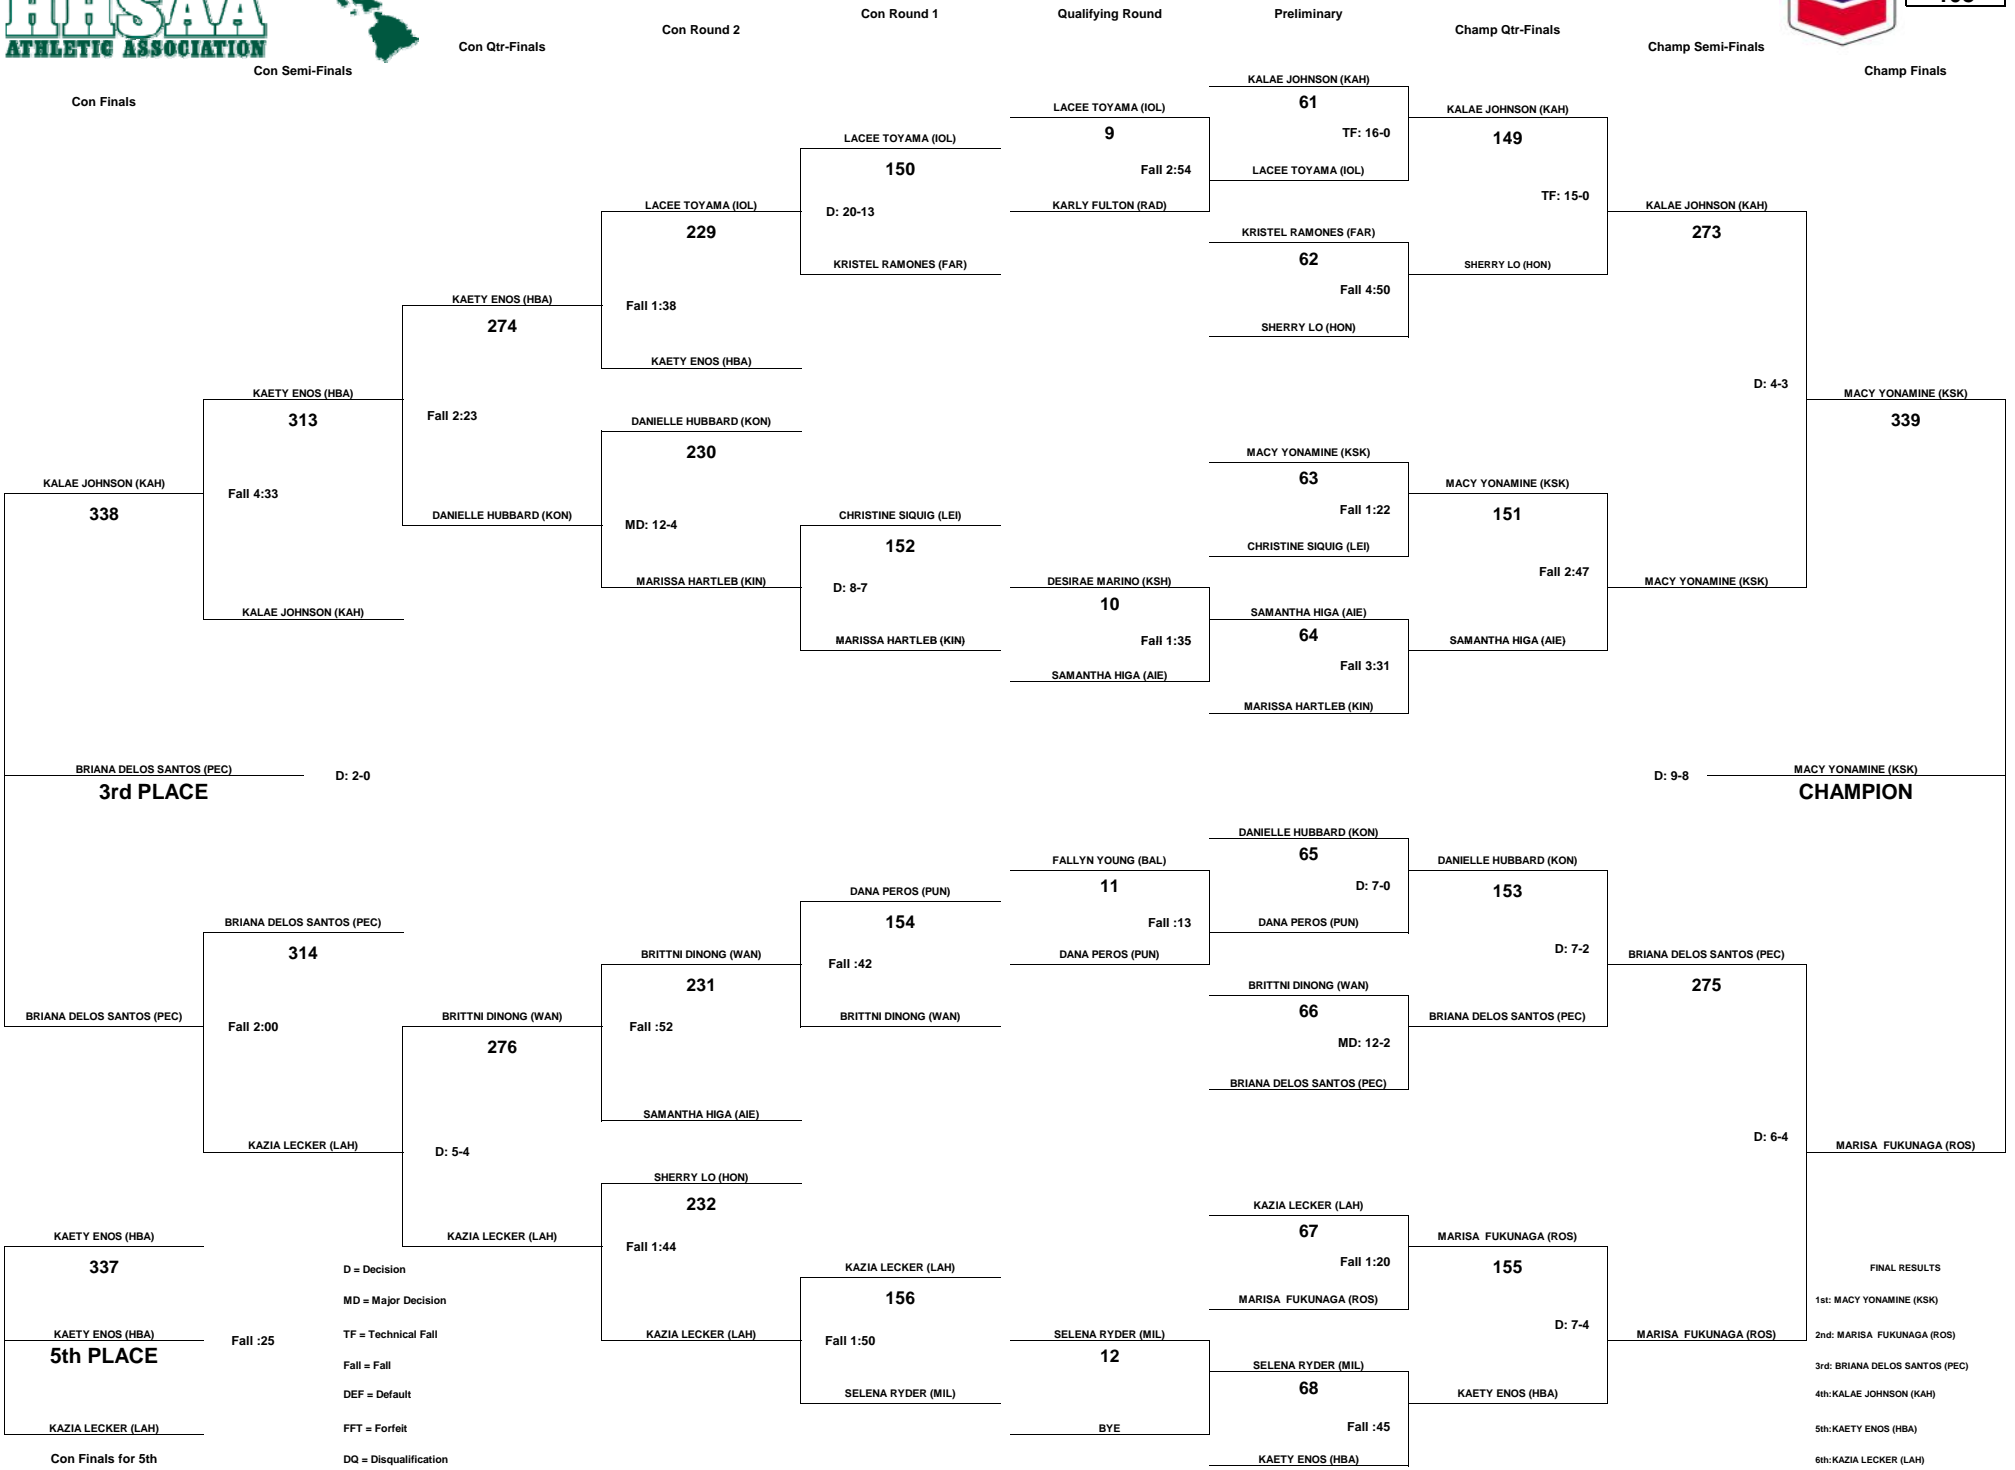 HHSAA
ATHLETIC ASSOCIATION
Con Finals
Con Semi-Finals
Con Qtr-Finals
Con Round 2
Con Round 1
Qualifying Round
Preliminary
Champ Qtr-Finals
Champ Semi-Finals
Champ Finals
KALAE JOHNSON (KAH)
61
TF: 16-0
LACEE TOYAMA (IOL)
LACEE TOYAMA (IOL)
9
Fall 2:54
KARLY FULTON (RAD)
KALAE JOHNSON (KAH)
149
TF: 15-0
SHERRY LO (HON)
LACEE TOYAMA (IOL)
150
D: 20-13
KRISTEL RAMONES (FAR)
KRISTEL RAMONES (FAR)
62
Fall 4:50
SHERRY LO (HON)
LACEE TOYAMA (IOL)
229
Fall 1:38
KAETY ENOS (HBA)
KALAE JOHNSON (KAH)
273
D: 4-3
MACY YONAMINE (KSK)
KAETY ENOS (HBA)
274
Fall 2:23
DANIELLE HUBBARD (KON)
KAETY ENOS (HBA)
313
Fall 4:33
KALAE JOHNSON (KAH)
DANIELLE HUBBARD (KON)
230
MD: 12-4
MARISSA HARTLEB (KIN)
MACY YONAMINE (KSK)
63
Fall 1:22
CHRISTINE SIQUIG (LEI)
MACY YONAMINE (KSK)
151
Fall 2:47
SAMANTHA HIGA (AIE)
CHRISTINE SIQUIG (LEI)
152
D: 8-7
MARISSA HARTLEB (KIN)
DESIRAE MARINO (KSH)
10
Fall 1:35
SAMANTHA HIGA (AIE)
SAMANTHA HIGA (AIE)
64
Fall 3:31
MARISSA HARTLEB (KIN)
MACY YONAMINE (KSK)
339
KALAE JOHNSON (KAH)
338
BRIANA DELOS SANTOS (PEC)
3rd PLACE
D: 2-0
D: 9-8
MACY YONAMINE (KSK)
CHAMPION
DANIELLE HUBBARD (KON)
65
D: 7-0
DANA PEROS (PUN)
FALLYN YOUNG (BAL)
11
Fall :13
DANA PEROS (PUN)
DANIELLE HUBBARD (KON)
153
D: 7-2
BRIANA DELOS SANTOS (PEC)
DANA PEROS (PUN)
154
Fall :42
BRITTNI DINONG (WAN)
BRIANA DELOS SANTOS (PEC)
314
Fall 2:00
KAZIA LECKER (LAH)
BRITTNI DINONG (WAN)
231
Fall :52
SAMANTHA HIGA (AIE)
BRITTNI DINONG (WAN)
66
MD: 12-2
BRIANA DELOS SANTOS (PEC)
BRIANA DELOS SANTOS (PEC)
275
D: 6-4
MARISA FUKUNAGA (ROS)
BRIANA DELOS SANTOS (PEC)
BRITTNI DINONG (WAN)
276
D: 5-4
KAZIA LECKER (LAH)
SHERRY LO (HON)
232
Fall 1:44
KAZIA LECKER (LAH)
KAZIA LECKER (LAH)
67
Fall 1:20
MARISA FUKUNAGA (ROS)
MARISA FUKUNAGA (ROS)
155
D: 7-4
KAETY ENOS (HBA)
KAZIA LECKER (LAH)
156
Fall 1:50
SELENA RYDER (MIL)
SELENA RYDER (MIL)
12
BYE
SELENA RYDER (MIL)
68
Fall :45
KAETY ENOS (HBA)
MARISA FUKUNAGA (ROS)
KAETY ENOS (HBA)
337
KAETY ENOS (HBA)
5th PLACE
Fall :25
KAZIA LECKER (LAH)
Con Finals for 5th
D = Decision
MD = Major Decision
TF = Technical Fall
Fall = Fall
DEF = Default
FFT = Forfeit
DQ = Disqualification
FINAL RESULTS
1st: MACY YONAMINE (KSK)
2nd: MARISA FUKUNAGA (ROS)
3rd: BRIANA DELOS SANTOS (PEC)
4th:KALAE JOHNSON (KAH)
5th:KAETY ENOS (HBA)
6th:KAZIA LECKER (LAH)